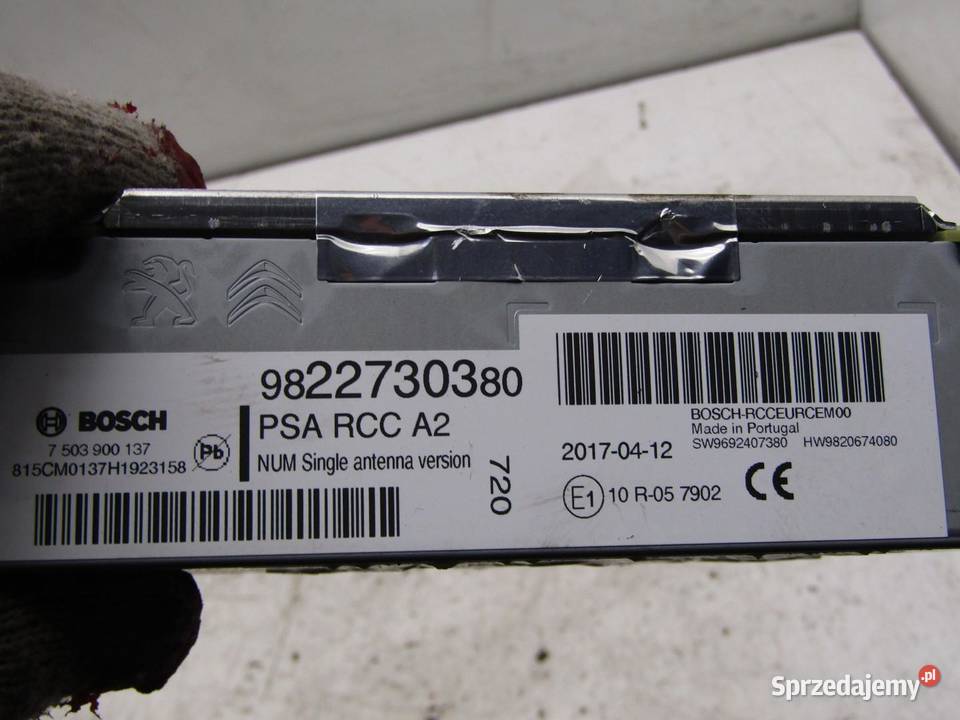 9822730380
BOSCH
PSA RCC A2
7 503 900 137
815CM0137H1923158
Pb
NUM Single antenna version
720
BOSCH-RCCEURCEM00
Made in Portugal
SW9692407380 HW9820674080
2017-04-12
E1 10 R-05 7902
CE
Sprzedajemy.pl